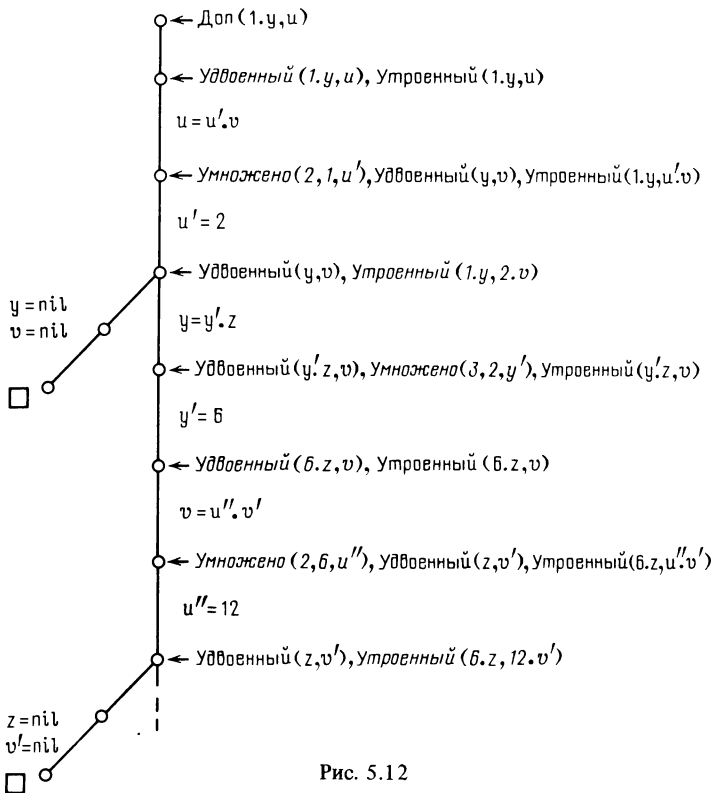 ← Доп(1.y,u)
← Удвоенный(1.y,u), Утроенный(1.y,u)
u=u'.v
← Умножено(2,1,u'),Удвоенный(y,v),Утроенный(1.y,u'.v)
u'=2
← Удвоенный(y,v), Утроенный(1.y,2.v)
y=nil
v=nil
y=y'.z
← Удвоенный(y'.z,v), Умножено(3,2,y'), Утроенный(y'.z,v)
y'=6
← Удвоенный(6.z,v), Утроенный(6.z,v)
v=u''.v'
← Умножено(2,6,u''),Удвоенный(z,v'),Утроенный(6.z,u''.v')
u''=12
← Удвоенный(z,v'),Утроенный(6.z,12.v')
z=nil
v'=nil
Рис. 5.12